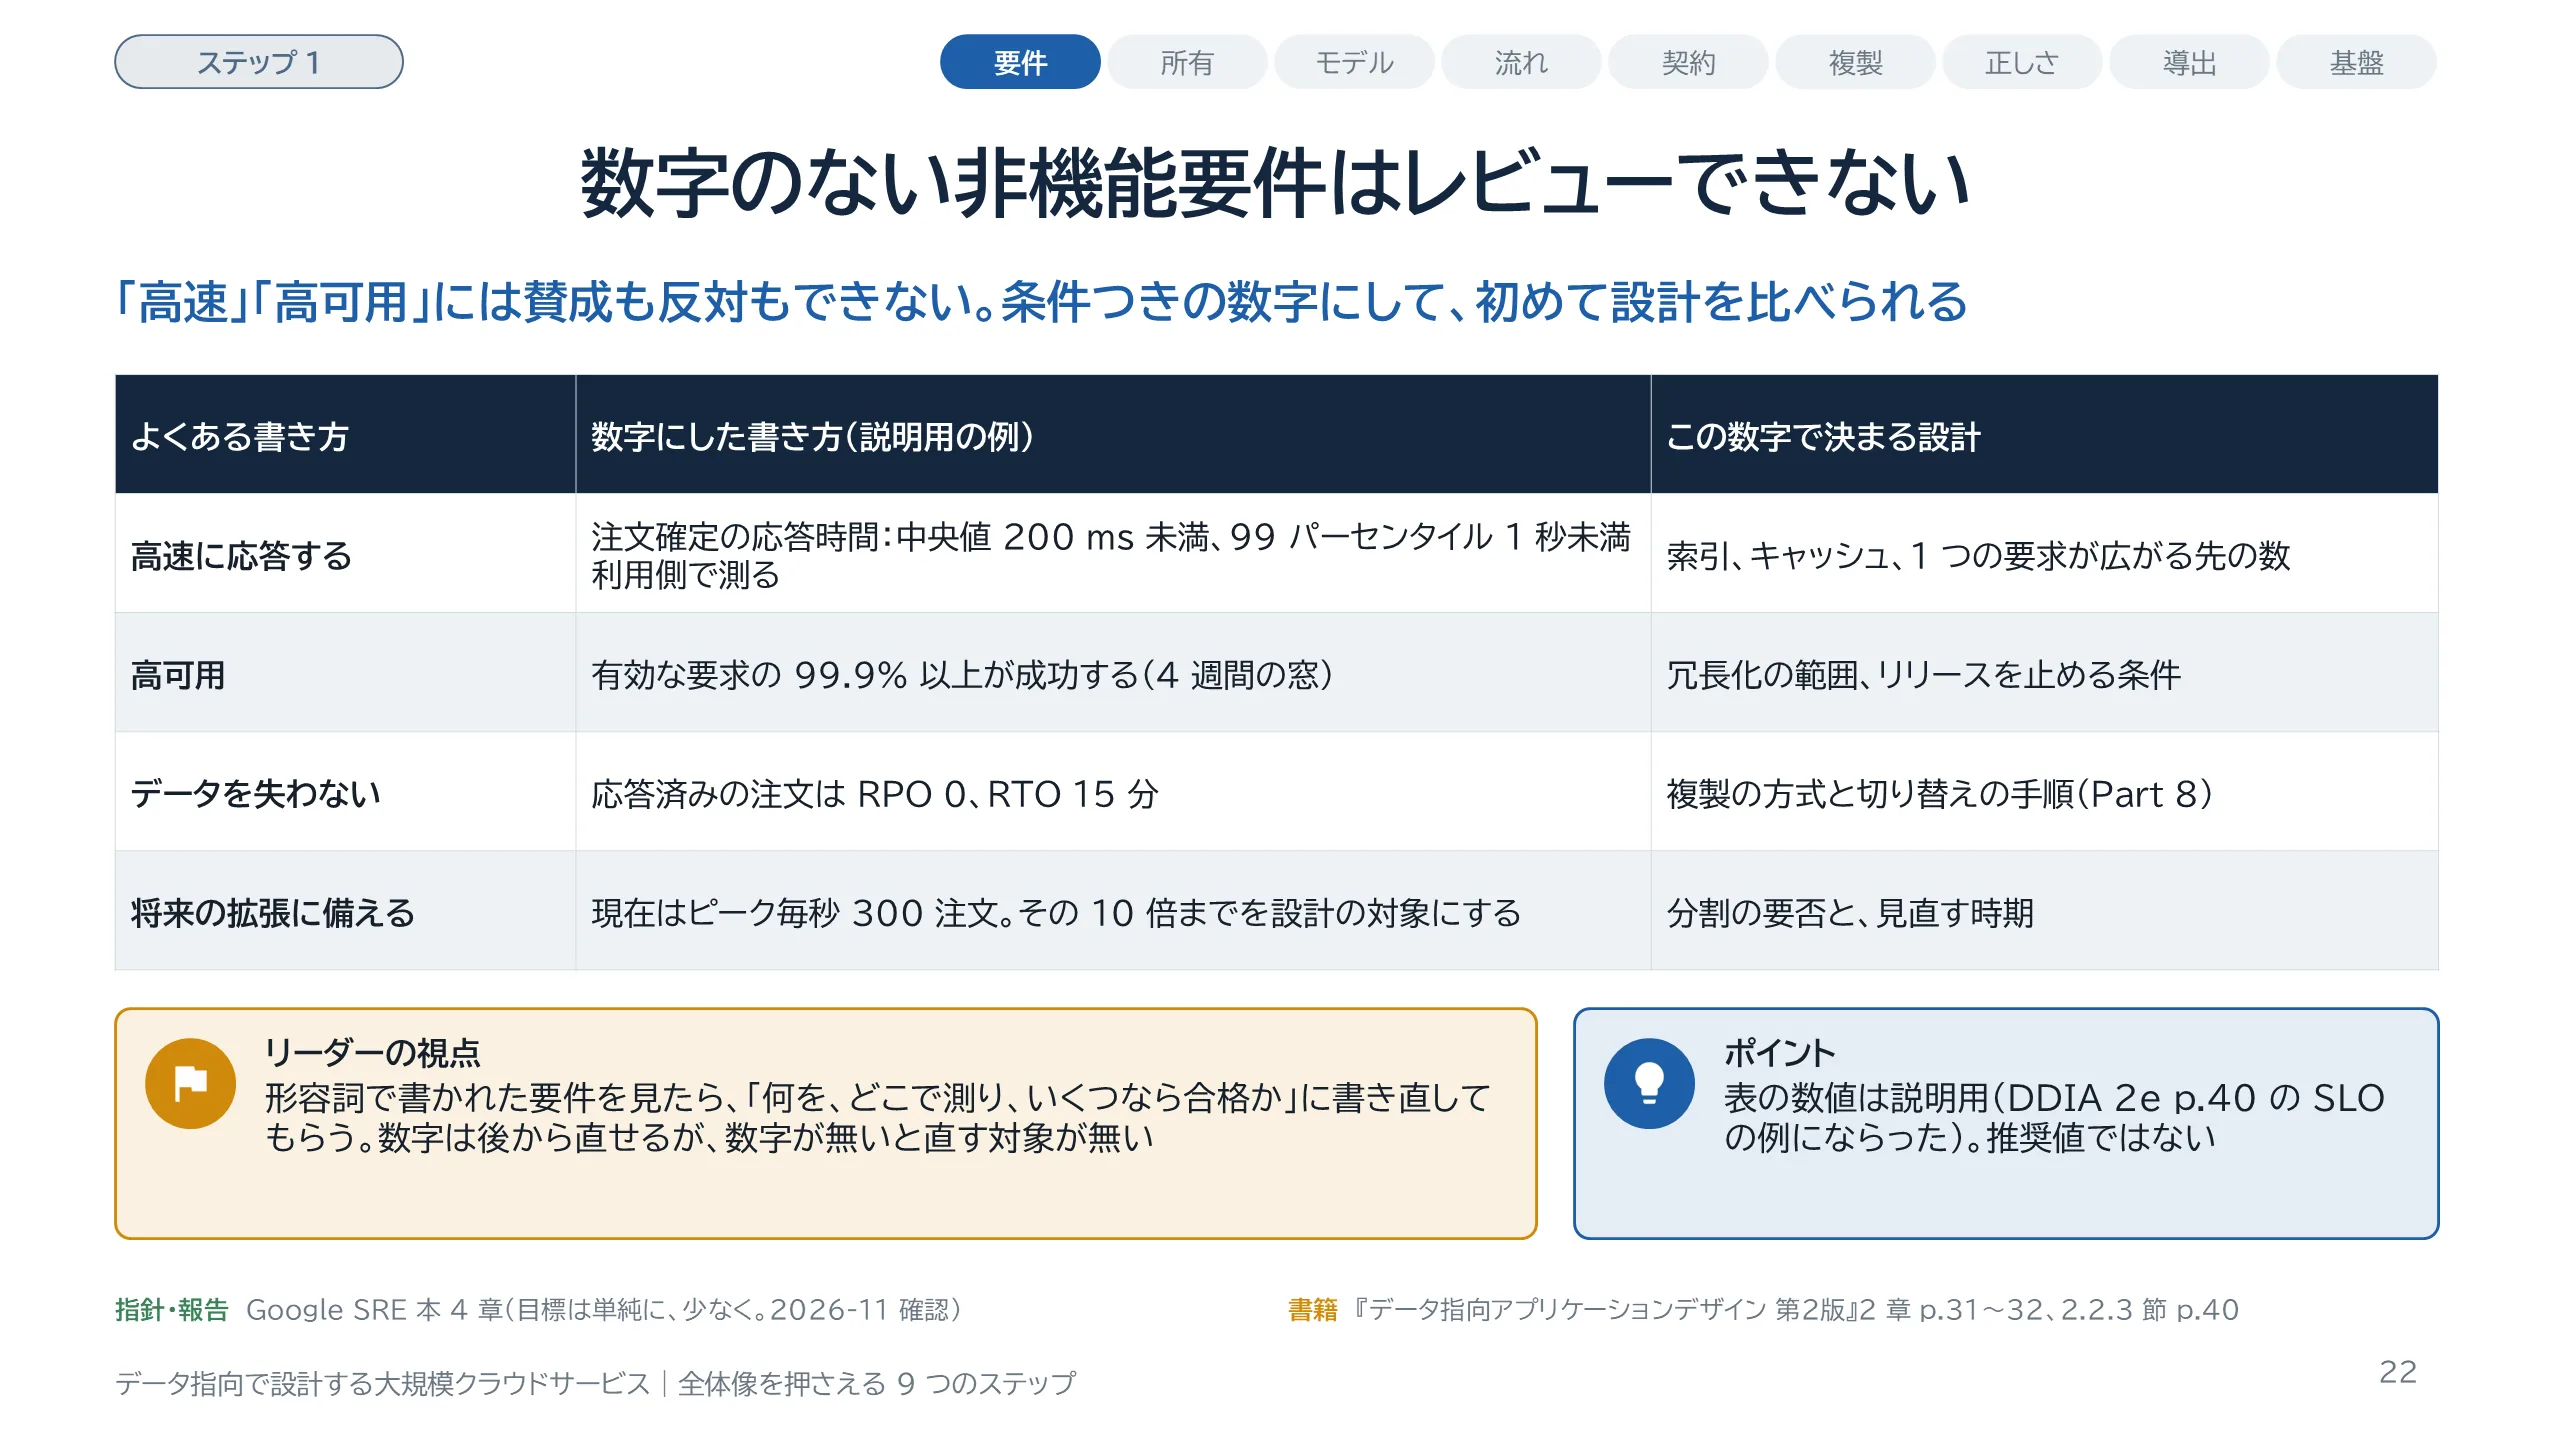 ステップ 1
要件
所有
モデル
流れ
契約
複製
正しさ
導出
基盤
数字のない非機能要件はレビューできない
「高速」「高可用」には賛成も反対もできない。条件つきの数字にして、初めて設計を比べられる
よくある書き方
数字にした書き方（説明用の例）
この数字で決まる設計
高速に応答する
注文確定の応答時間：中央値 200 ms 未満、99 パーセンタイル 1 秒未満
利用側で測る
索引、キャッシュ、1 つの要求が広がる先の数
高可用
有効な要求の 99.9% 以上が成功する（4 週間の窓）
冗長化の範囲、リリースを止める条件
データを失わない
応答済みの注文は RPO 0、RTO 15 分
複製の方式と切り替えの手順（Part 8）
将来の拡張に備える
現在はピーク毎秒 300 注文。その 10 倍までを設計の対象にする
分割の要否と、見直す時期
リーダーの視点
形容詞で書かれた要件を見たら、「何を、どこで測り、いくつなら合格か」に書き直して
もらう。数字は後から直せるが、数字が無いと直す対象が無い
ポイント
表の数値は説明用（DDIA 2e p.40 の SLO
の例にならった）。推奨値ではない
指針・報告 Google SRE 本 4 章（目標は単純に、少なく。2026-11 確認）
書籍 『データ指向アプリケーションデザイン 第2版』2 章 p.31～32、2.2.3 節 p.40
データ指向で設計する大規模クラウドサービス｜全体像を押さえる 9 つのステップ
22